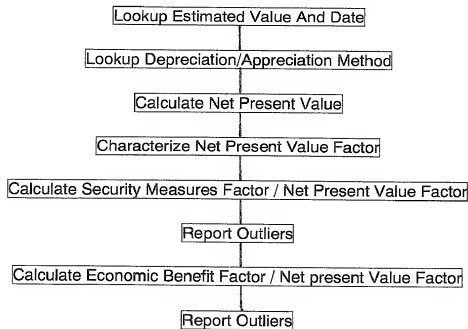 Lookup Estimated Value And Date
Lookup Depreciation/Appreciation Method
Calculate Net Present Value
Characterize Net Present Value Factor
Calculate Security Measures Factor / Net Present Value Factor
Report Outliers
Calculate Economic Benefit Factor / Net present Value Factor
Report Outliers